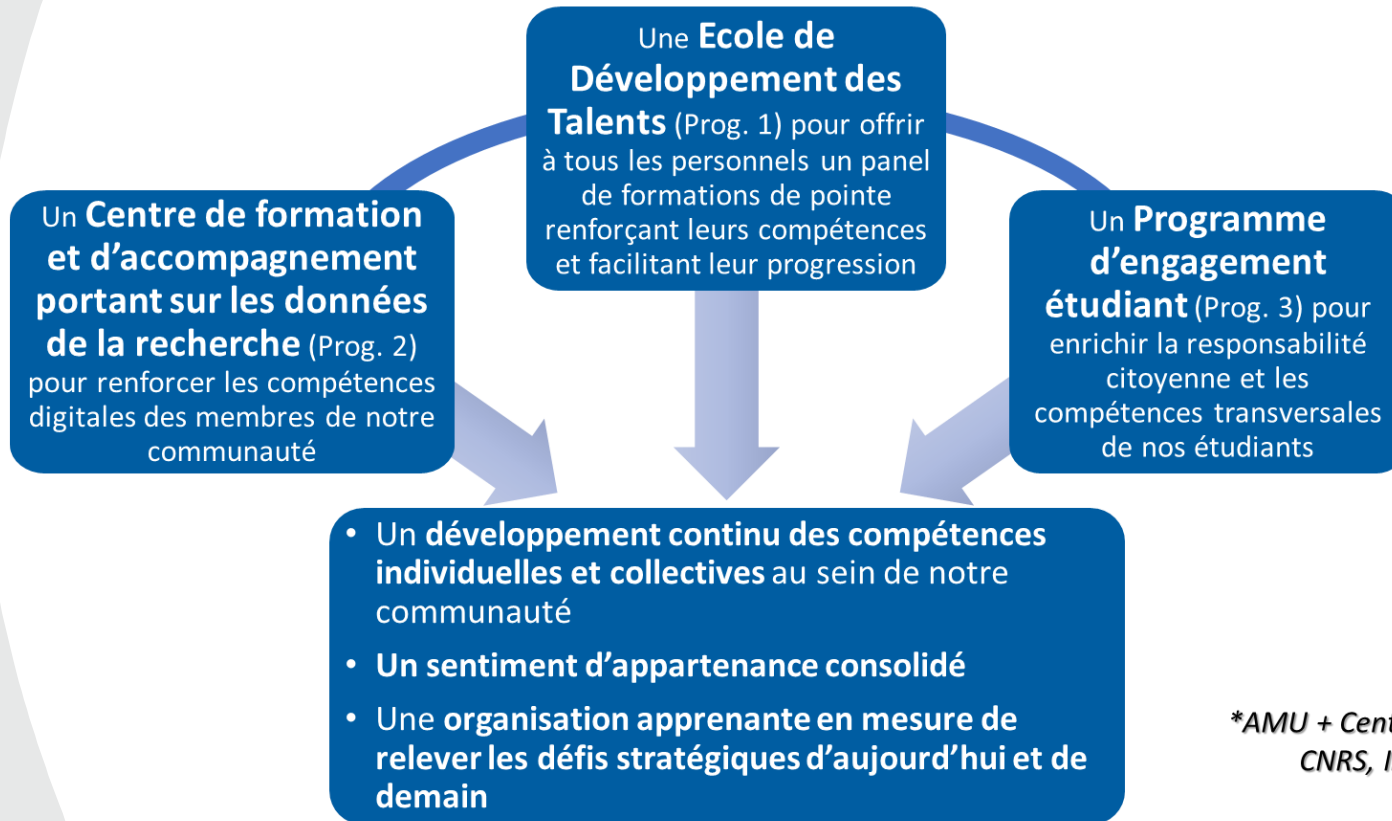 Une Ecole de
Développement des
Talents (Prog. 1) pour offrir
à tous les personnels un panel
de formations de pointe
renforçant leurs compétences
et facilitant leur progression
Un Centre de formation
et d’accompagnement
portant sur les données
de la recherche (Prog. 2)
pour renforcer les compétences
digitales des membres de notre
communauté
Un Programme
d’engagement
étudiant (Prog. 3) pour
enrichir la responsabilité
citoyenne et les
compétences transversales
de nos étudiants
• Un développement continu des compétences
individuelles et collectives au sein de notre
communauté
• Un sentiment d’appartenance consolidé
• Une organisation apprenante en mesure de
relever les défis stratégiques d’aujourd’hui et de
demain
*AMU + Cent
CNRS, I